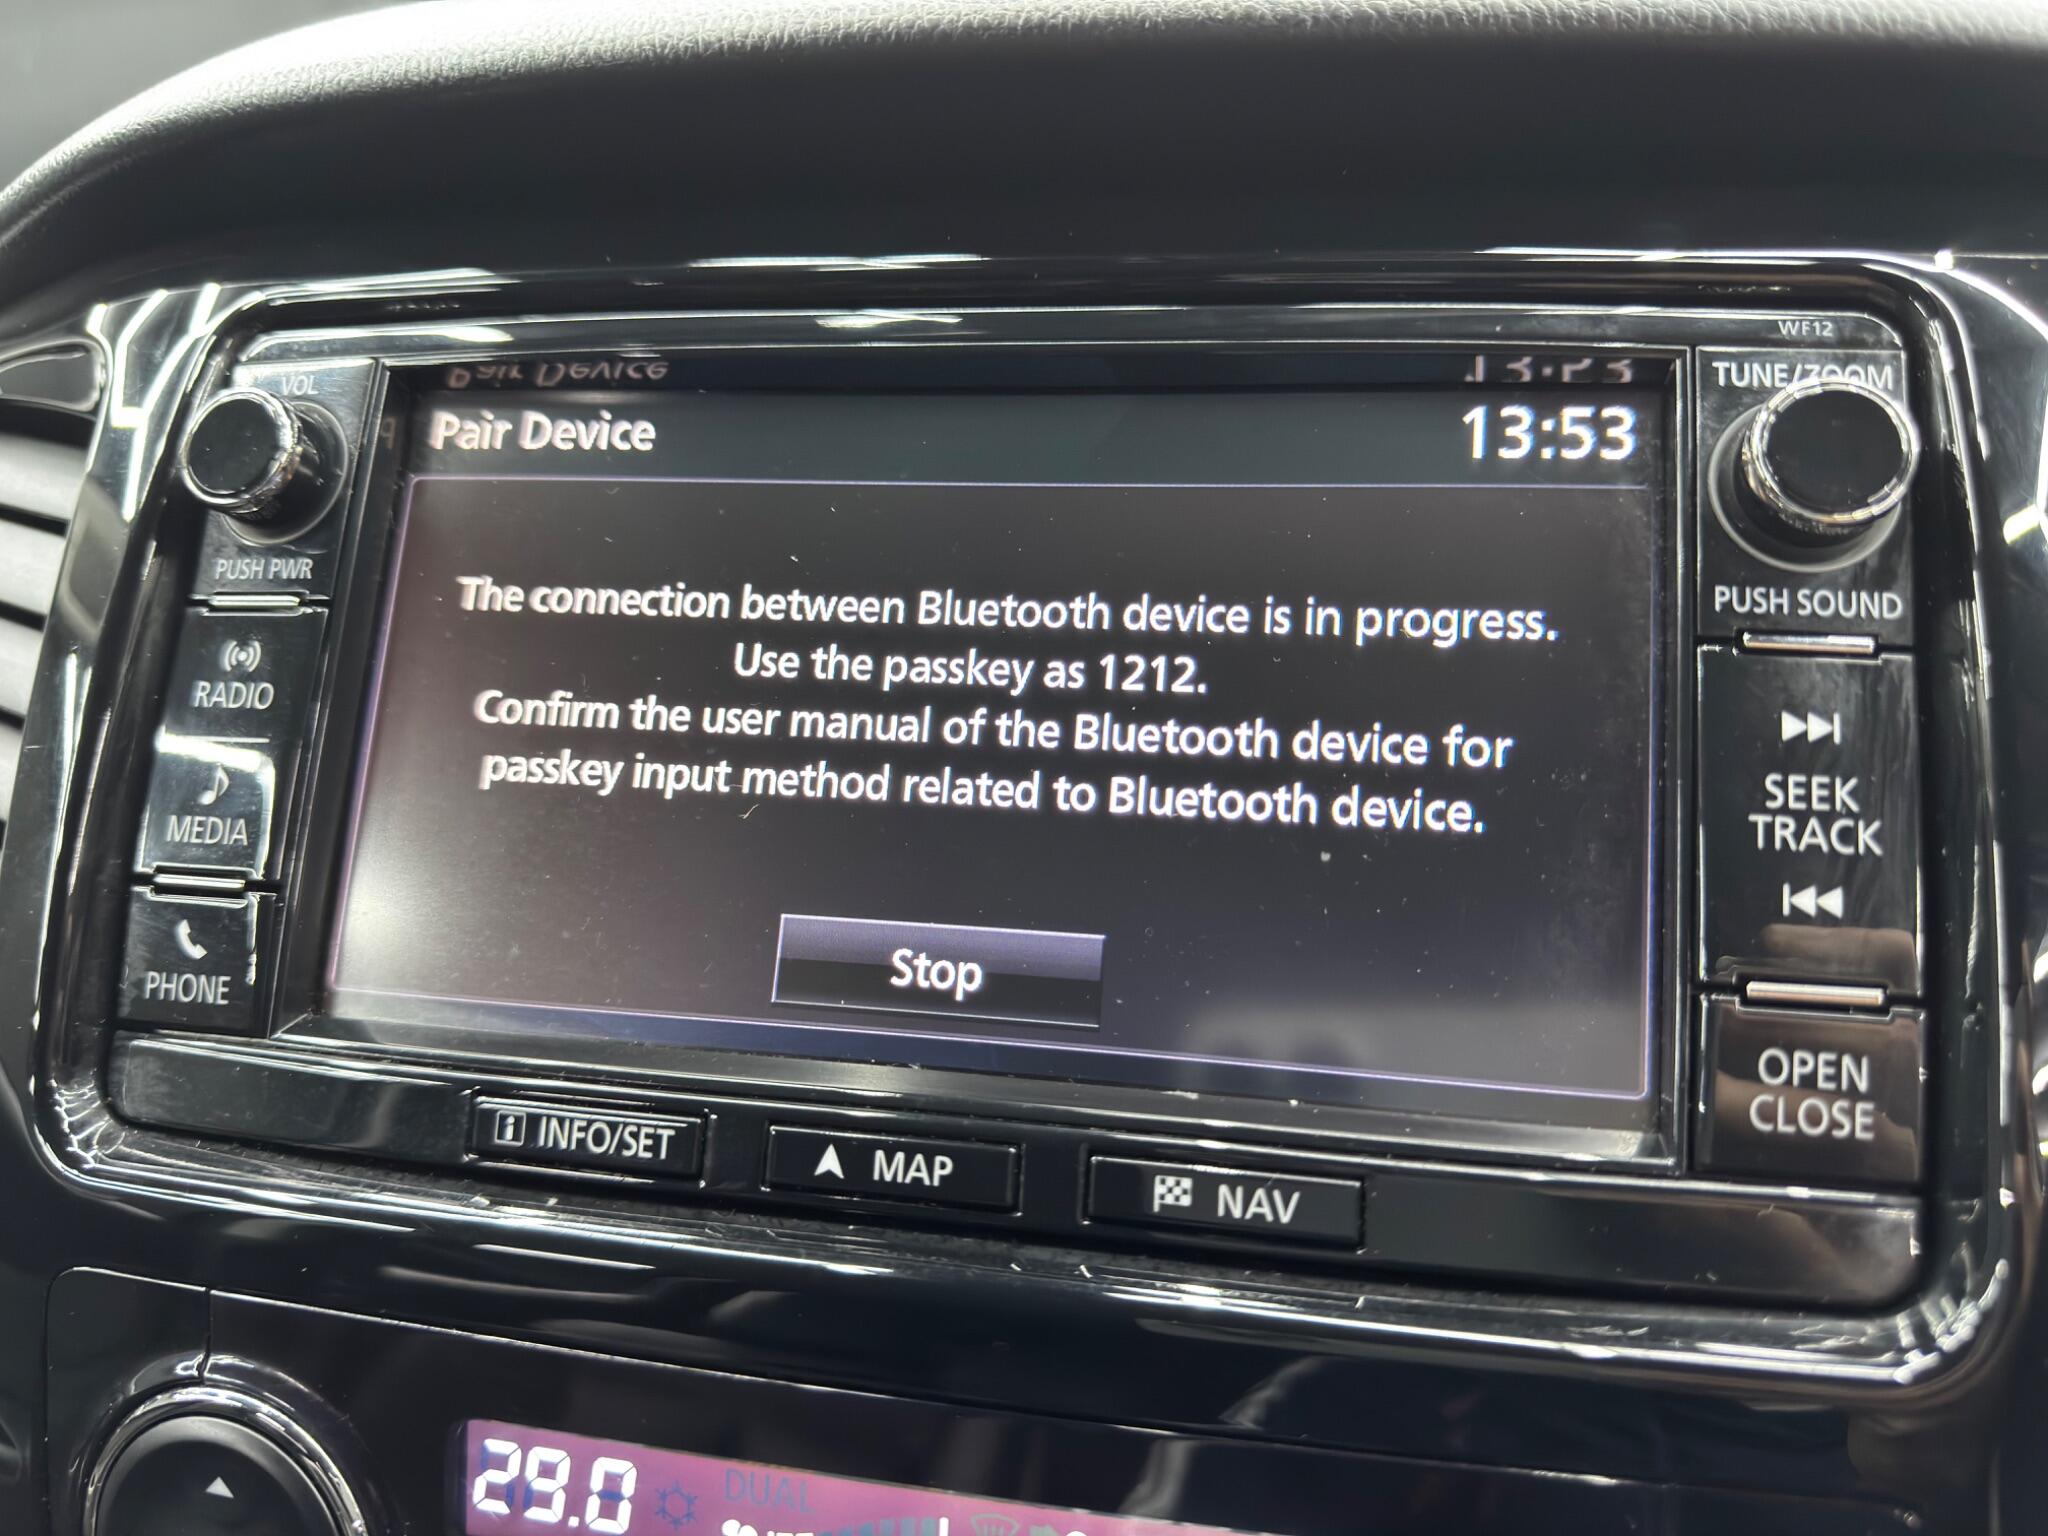 WF12
VOL
TUNE/ZOOM
Pair Device
13:53
PUSH PWR
PUSH SOUND
The connection between Bluetooth device is in progress.
Use the passkey as 1212.
Confirm the user manual of the Bluetooth device for
passkey input method related to Bluetooth device.
Stop
RADIO
MEDIA
PHONE
SEEK
TRACK
OPEN
CLOSE
INFO/SET
MAP
NAV
DUAL